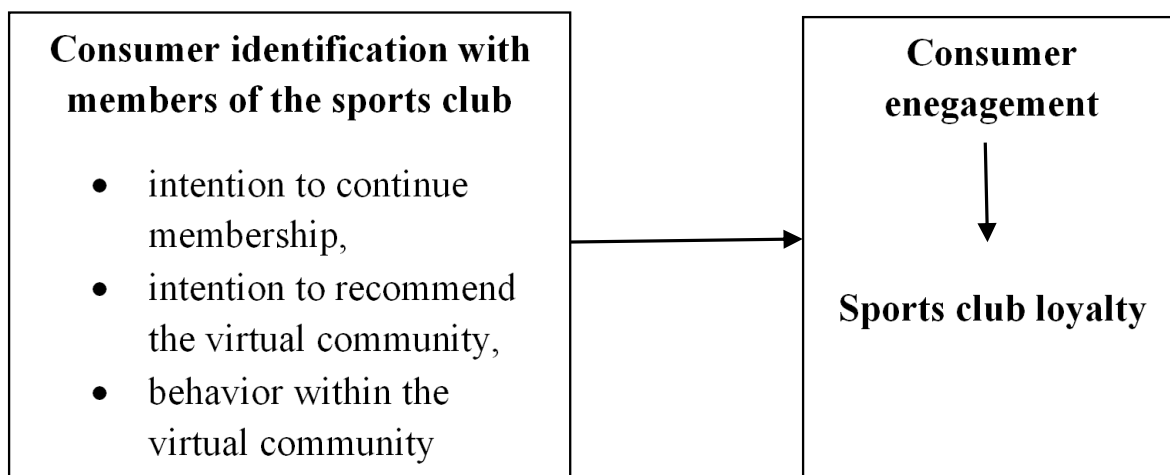 Consumer identification with
members of the sports club
• intention to continue
membership,
• intention to recommend
the virtual community,
• behavior within the
virtual community
Consumer
enegagement
Sports club loyalty